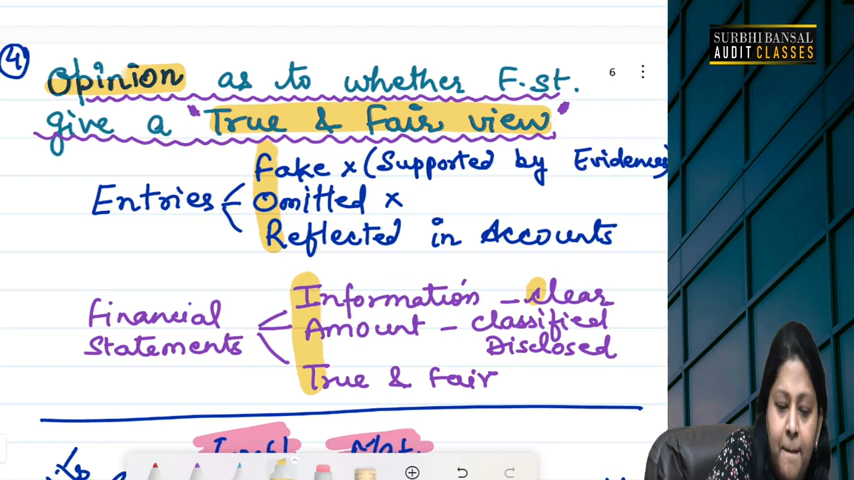 SURBHI BANSAL
AUDIT CLASSES
6
④ Opinion as to whether F.st.
give a "True & Fair view"
Entries
Fake x (Supported by Evidences)
Omitted x
Reflected in Accounts
Financial
Statements
Information - clear
Amount - classified
Disclosed
True & Fair